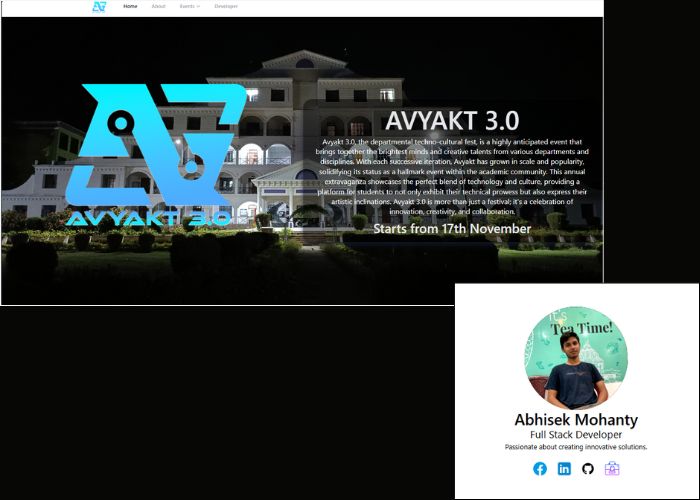 Home About Events Developer
AVYAKT 3.0
AVYAKT 3.0
Avyakt 3.0, the departmental techno-cultural fest, is a highly anticipated event that
brings together the brightest minds and creative talents from various departments and
disciplines. With each successive iteration, Avyakt has grown in scale and popularity,
solidifying its status as a hallmark event within the academic community. This annual
extravaganza showcases the perfect blend of technology and culture, providing a
platform for students to not only exhibit their technical prowess but also express their
artistic inclinations. Avyakt 3.0 is more than just a festival; it's a celebration of
innovation, creativity, and collaboration.
Starts from 17th November
IT'S
Tea Time!
Abhisek Mohanty
Full Stack Developer
Passionate about creating innovative solutions.